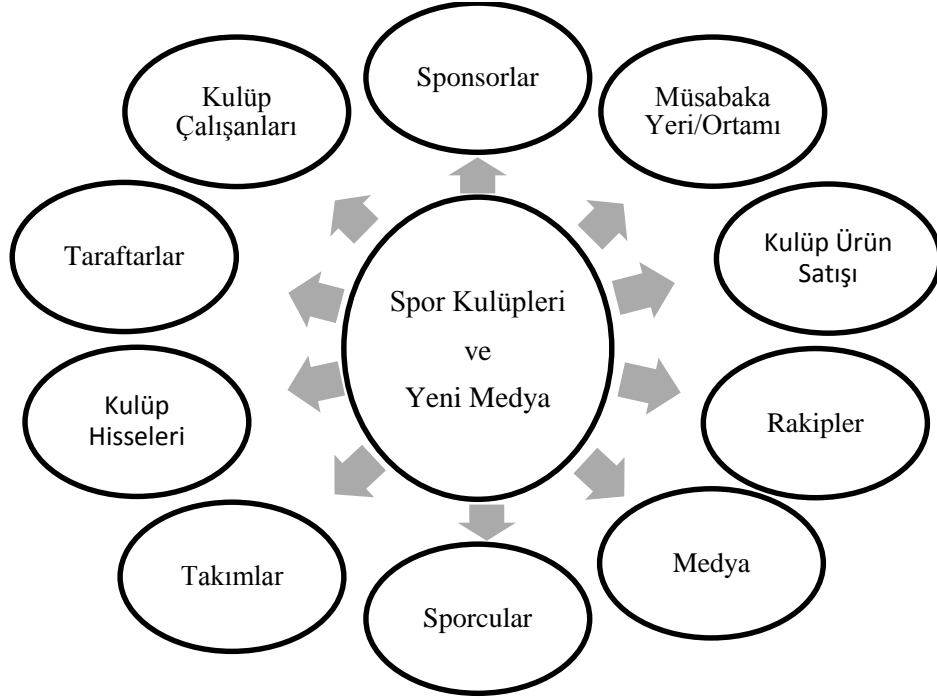 Sponsorlar
Müsabaka
Yeri/Ortamı
Kulüp Ürün
Satışı
Rakipler
Medya
Sporcular
Takımlar
Kulüp
Hisseleri
Taraftarlar
Kulüp
Çalışanları
Spor Kulüpleri
ve
Yeni Medya